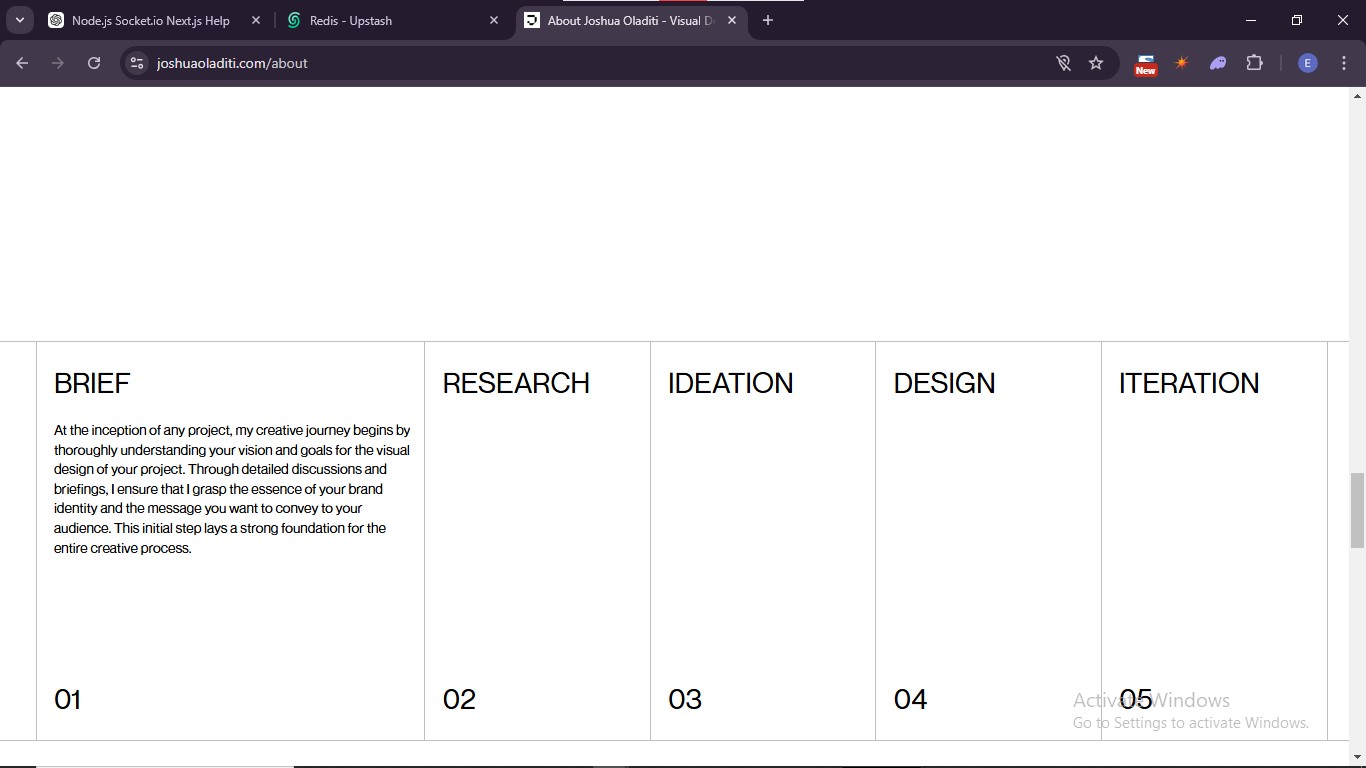 Node.js Socket.io Next.js Help
Redis - Upstash
About Joshua Oladiti - Visual D
joshuaoladiti.com/about
New
E
BRIEF
At the inception of any project, my creative journey begins by
thoroughly understanding your vision and goals for the visual
design of your project. Through detailed discussions and
briefings, I ensure that I grasp the essence of your brand
identity and the message you want to convey to your
audience. This initial step lays a strong foundation for the
entire creative process.
01
RESEARCH
02
IDEATION
03
DESIGN
04
ITERATION
05
Activate Windows
Go to Settings to activate Windows.